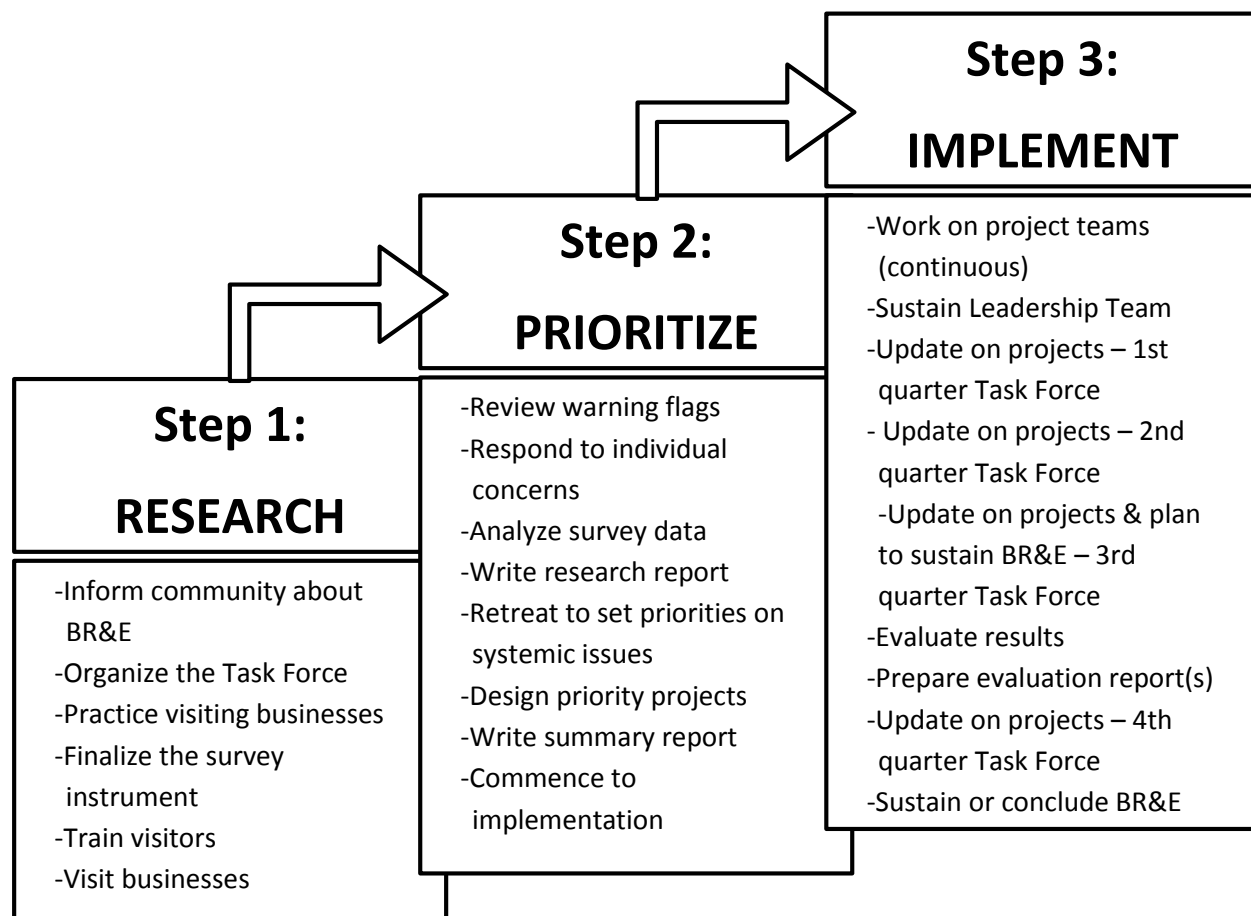 Step 1:
RESEARCH
-Inform community about
BR&E
-Organize the Task Force
-Practice visiting businesses
-Finalize the survey
instrument
-Train visitors
-Visit businesses
Step 2:
PRIORITIZE
-Review warning flags
-Respond to individual
concerns
-Analyze survey data
-Write research report
-Retreat to set priorities on
systemic issues
-Design priority projects
-Write summary report
-Commence to
implementation
Step 3:
IMPLEMENT
-Work on project teams
(continuous)
-Sustain Leadership Team
-Update on projects – 1st
quarter Task Force
- Update on projects – 2nd
quarter Task Force
-Update on projects & plan
to sustain BR&E – 3rd
quarter Task Force
-Evaluate results
-Prepare evaluation report(s)
-Update on projects – 4th
quarter Task Force
-Sustain or conclude BR&E